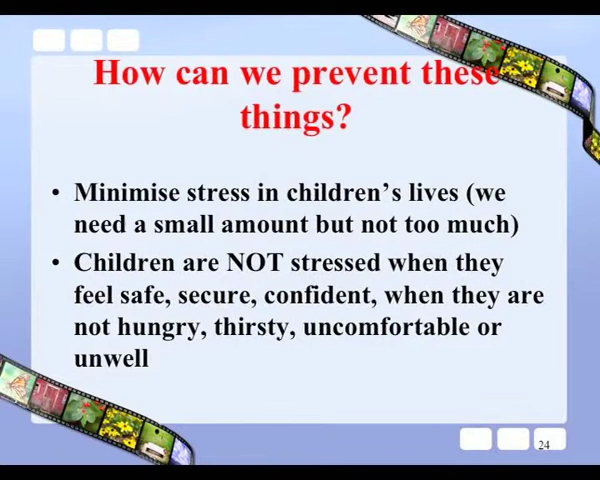 How can we prevent these
things?
• Minimise stress in children's lives (we
need a small amount but not too much)
• Children are NOT stressed when they
feel safe, secure, confident, when they are
not hungry, thirsty, uncomfortable or
unwell
24